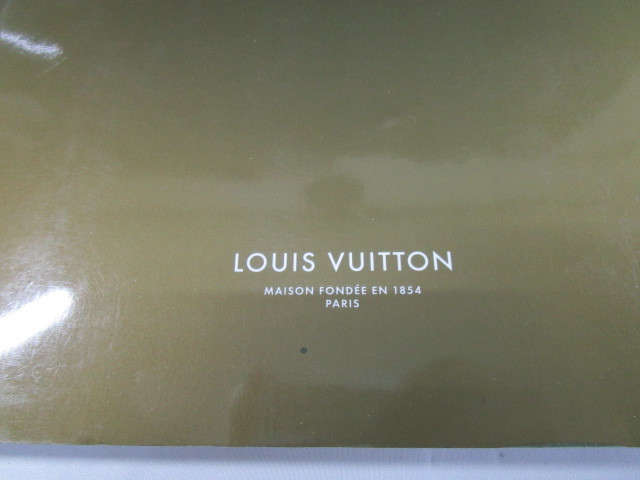 LOUIS VUITTON
MAISON FONDÉE EN 1854
PARIS